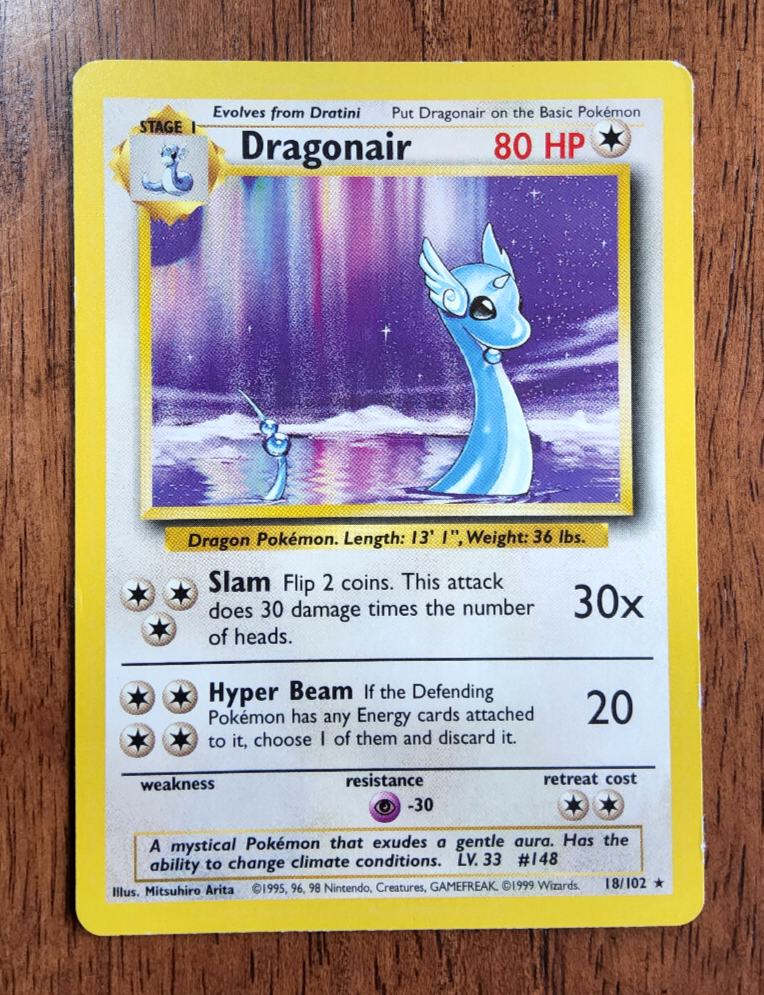 Evolves from Dratini Put Dragonair on the Basic Pokémon
STAGE 1
Dragonair 80 HP
Dragon Pokémon. Length: 13' 1", Weight: 36 lbs.
Slam Flip 2 coins. This attack
does 30 damage times the number
of heads.
30x
Hyper Beam If the Defending
Pokémon has any Energy cards attached
to it, choose 1 of them and discard it.
20
weakness resistance retreat cost
-30
A mystical Pokémon that exudes a gentle aura. Has the
ability to change climate conditions. LV. 33 #148
Illus. Mitsuhiro Arita ©1995, 96, 98 Nintendo, Creatures, GAMEFREAK. ©1999 Wizards. 18/102 ★